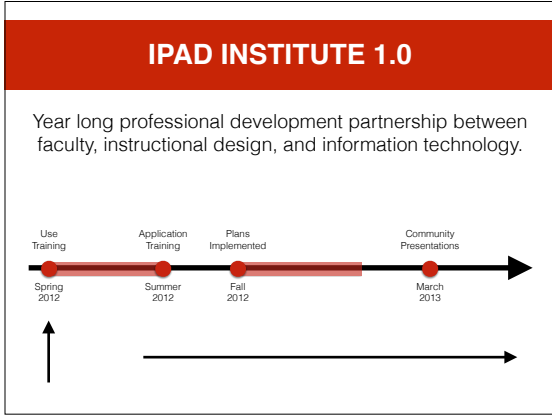 IPAD INSTITUTE 1.0
Year long professional development partnership between
faculty, instructional design, and information technology.
Use
Training
Application
Training
Plans
Implemented
Community
Presentations
Spring
2012
Summer
2012
Fall
2012
March
2013